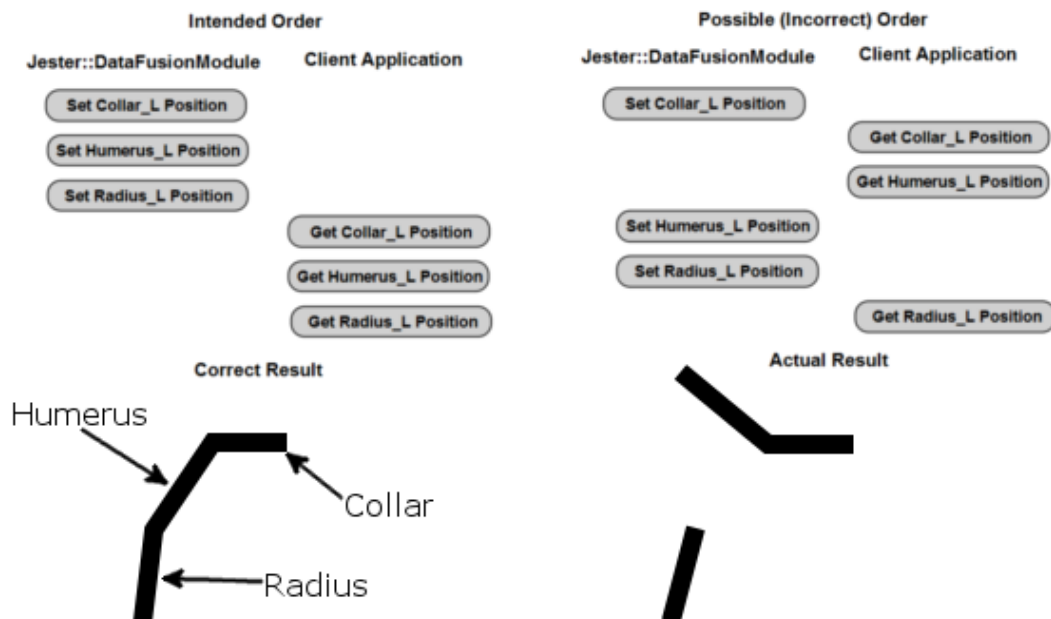 Intended Order
Jester::DataFusionModule
Client Application
Set Collar_L Position
Set Humerus_L Position
Set Radius_L Position
Get Collar_L Position
Get Humerus_L Position
Get Radius_L Position
Correct Result
Humerus
Collar
Radius
Possible (Incorrect) Order
Jester::DataFusionModule
Client Application
Set Collar_L Position
Get Collar_L Position
Get Humerus_L Position
Set Humerus_L Position
Set Radius_L Position
Get Radius_L Position
Actual Result